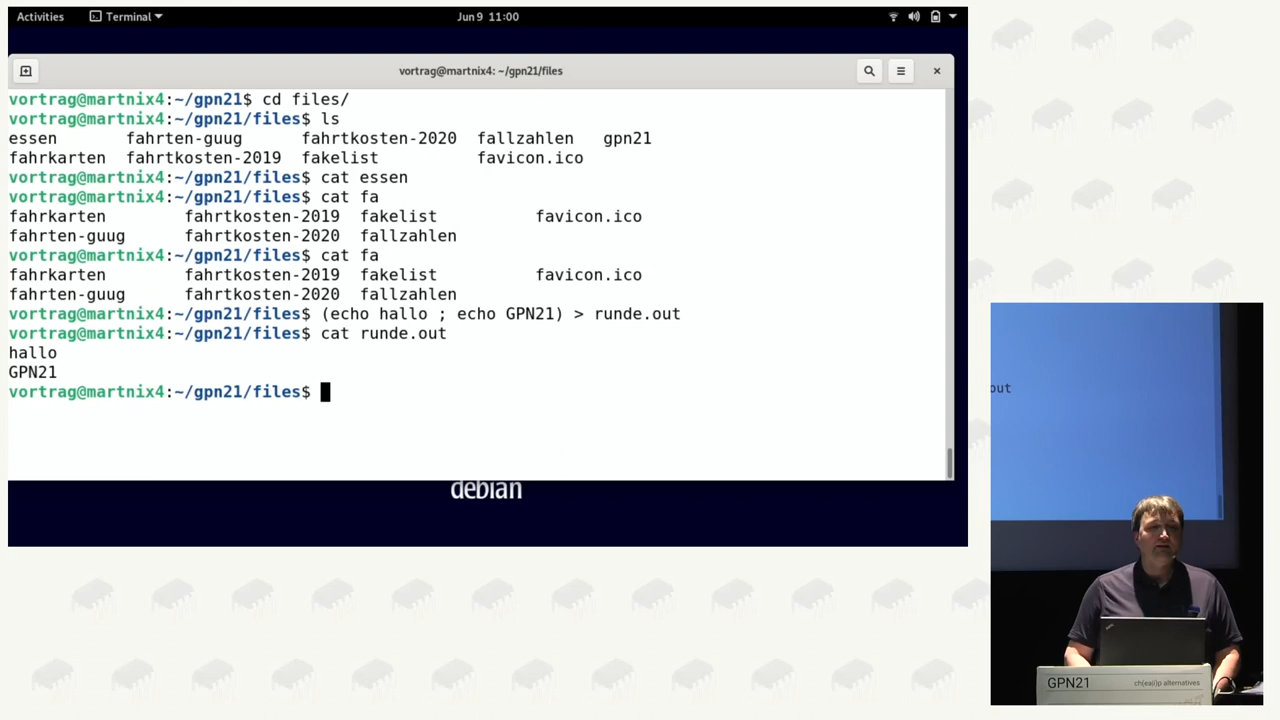 Activities
Terminal
Jun 9 11:00
vortrag@martnix4: ~/gpn21/files
vortrag@martnix4:~/gpn21$ cd files/
vortrag@martnix4:~/gpn21/files$ ls
essen fahrten-guug fahrtkosten-2020 fallzahlen gpn21
fahrkarten fahrtkosten-2019 fakelist favicon.ico
vortrag@martnix4:~/gpn21/files$ cat essen
vortrag@martnix4:~/gpn21/files$ cat fa
fahrkarten fahrtkosten-2019 fakelist favicon.ico
fahrten-guug fahrtkosten-2020 fallzahlen
vortrag@martnix4:~/gpn21/files$ cat fa
fahrkarten fahrtkosten-2019 fakelist favicon.ico
fahrten-guug fahrtkosten-2020 fallzahlen
vortrag@martnix4:~/gpn21/files$ (echo hallo ; echo GPN21) > runde.out
vortrag@martnix4:~/gpn21/files$ cat runde.out
hallo
GPN21
vortrag@martnix4:~/gpn21/files$
debian
out
GPN21
ch(ea(i)p alternatives